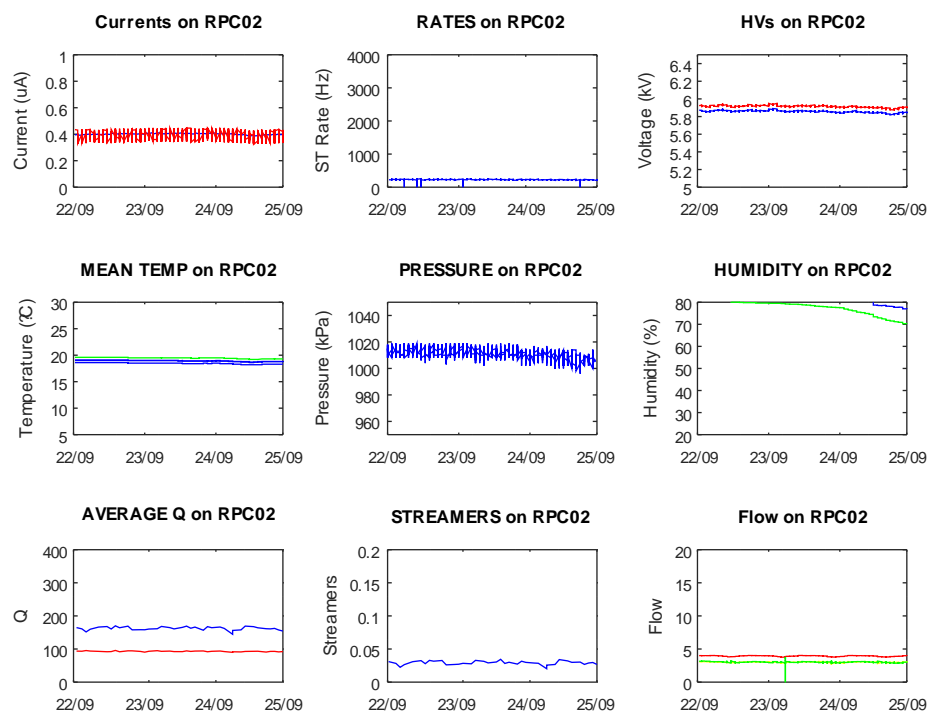 Currents on RPC02
1
0.8
0.6
0.4
0.2
0
Current (uA)
22/09 23/09 24/09 25/09
RATES on RPC02
4000
3000
2000
1000
0
ST Rate (Hz)
22/09 23/09 24/09 25/09
HVs on RPC02
6.4
6.2
6
5.8
5.6
5.4
5.2
5
Voltage (kV)
22/09 23/09 24/09 25/09
MEAN TEMP on RPC02
30
25
20
15
10
5
Temperature (?C)
22/09 23/09 24/09 25/09
PRESSURE on RPC02
1040
1020
1000
980
960
Pressure (kPa)
22/09 23/09 24/09 25/09
HUMIDITY on RPC02
80
70
60
50
40
30
20
Humidity (%)
22/09 23/09 24/09 25/09
AVERAGE Q on RPC02
400
300
200
100
0
Q
22/09 23/09 24/09 25/09
STREAMERS on RPC02
0.2
0.15
0.1
0.05
0
Streamers
22/09 23/09 24/09 25/09
Flow on RPC02
20
15
10
5
0
Flow
22/09 23/09 24/09 25/09